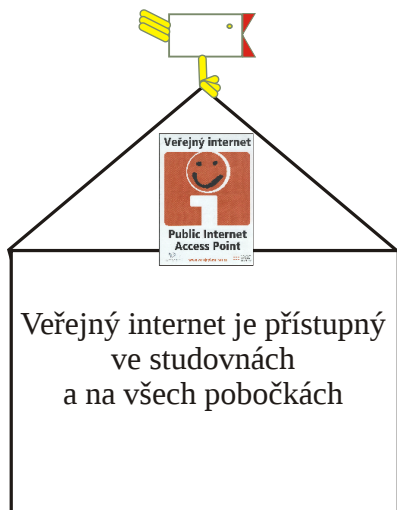 Veřejný internet
Public Internet
Access Point
Veřejný internet je přístupný
ve studovnách
a na všech pobočkách